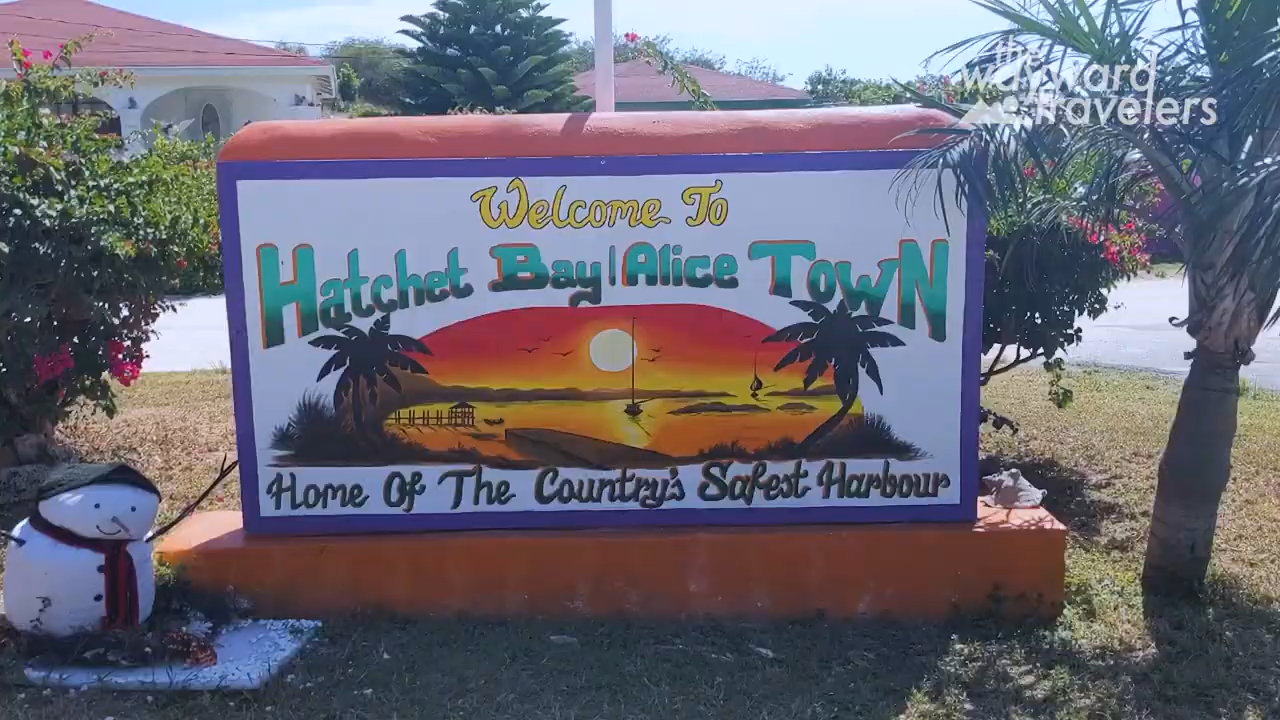 the
wayward
Travelers
Welcome To
Hatchet Bay|Alice Town
Home Of The Country's Safest Harbour